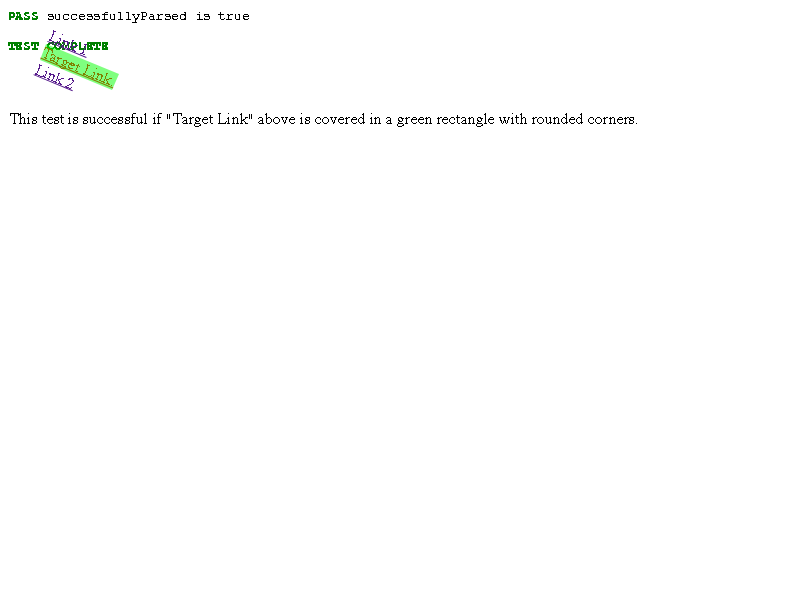 PASS successfullyParsed is true
TEST COMPLETE
Link 1
Target Link
Link 2
This test is successful if "Target Link" above is covered in a green rectangle with rounded corners.